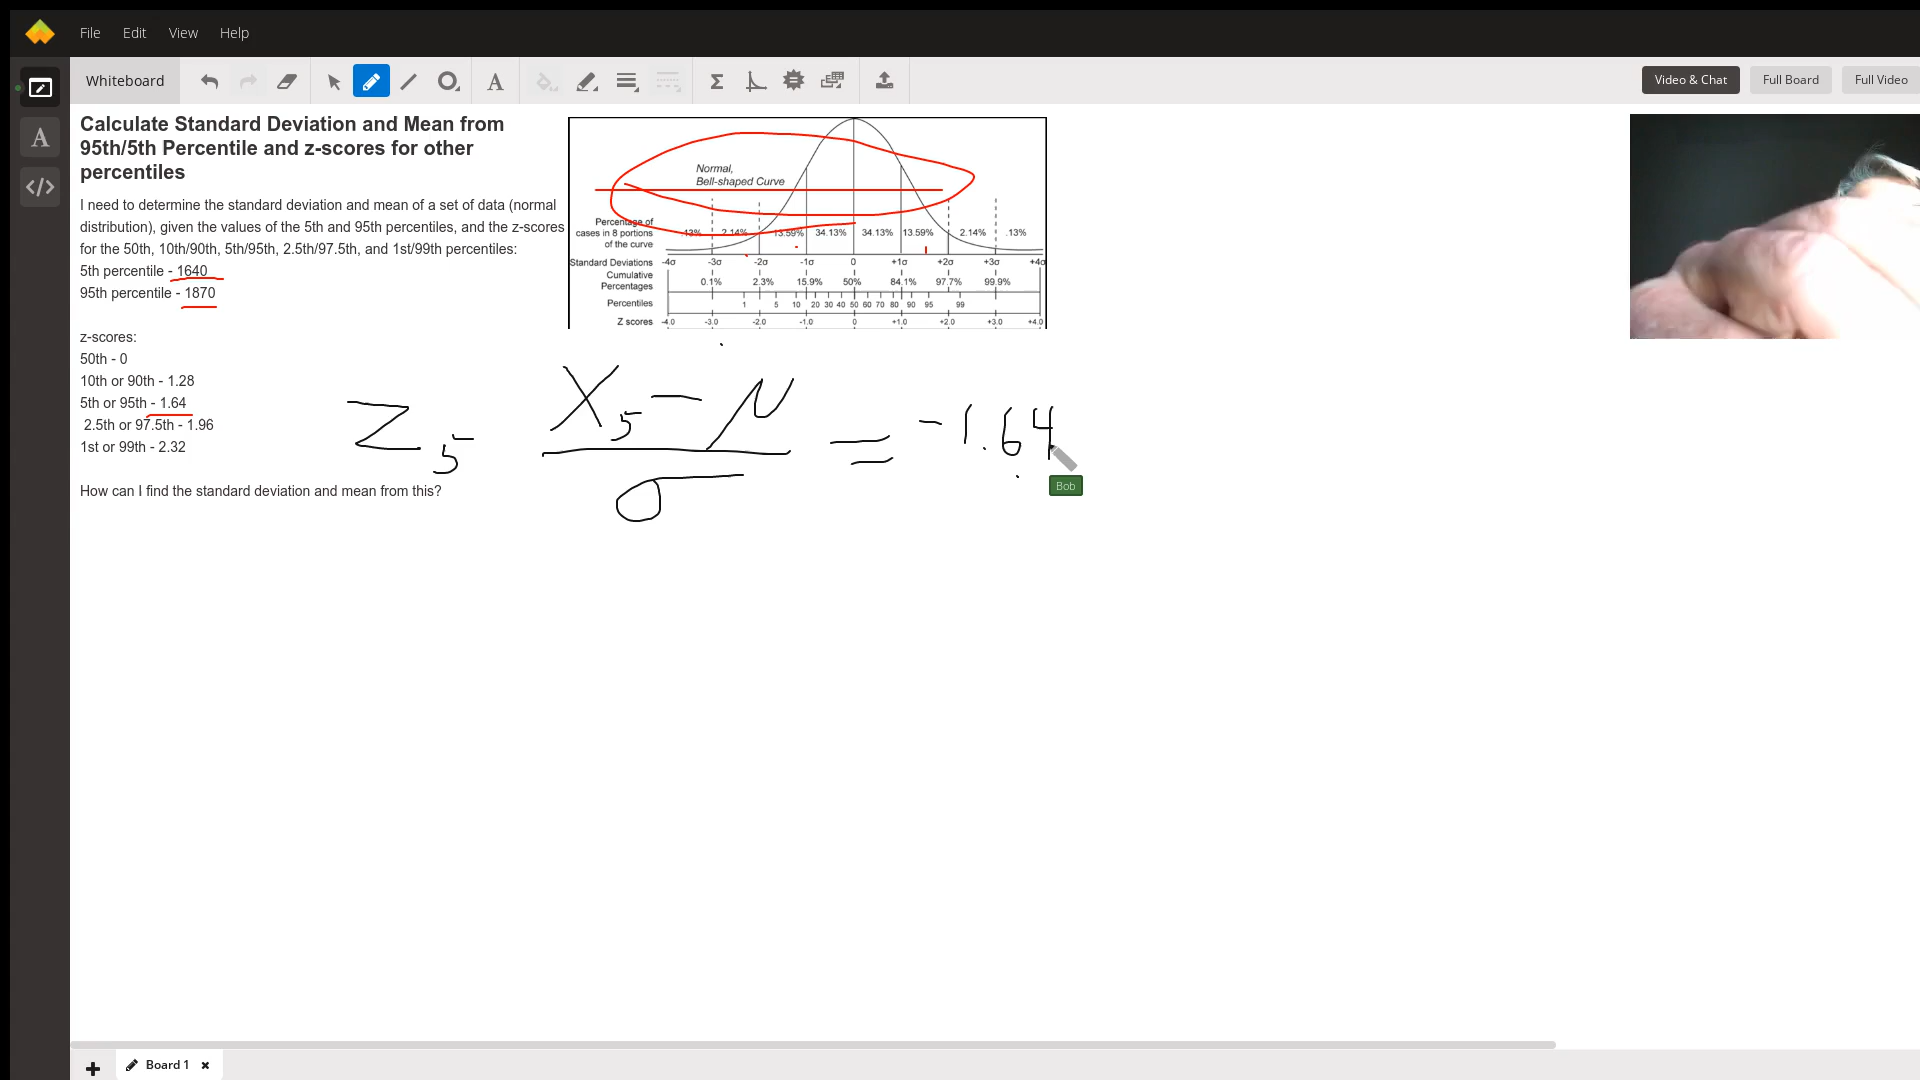 File Edit View Help
Whiteboard A Σ Video & Chat Full Board Full Video
Calculate Standard Deviation and Mean from
95th/5th Percentile and z-scores for other
percentiles
I need to determine the standard deviation and mean of a set of data (normal
distribution), given the values of the 5th and 95th percentiles, and the z-scores
for the 50th, 10th/90th, 5th/95th, 2.5th/97.5th, and 1st/99th percentiles:
5th percentile - 1640
95th percentile - 1870
z-scores:
50th - 0
10th or 90th - 1.28
5th or 95th - 1.64
2.5th or 97.5th - 1.96
1st or 99th - 2.32
How can I find the standard deviation and mean from this?
Normal,
Bell-shaped Curve
Percentage of
cases in 8 portions
of the curve
.13% 2.14% 13.59% 34.13% 34.13% 13.59% 2.14% .13%
Standard Deviations -4σ -3σ -2σ -1σ 0 +1σ +2σ +3σ +4σ
Cumulative
Percentages 0.1% 2.3% 15.9% 50% 84.1% 97.7% 99.9%
Percentiles 1 5 10 20 30 40 50 60 70 80 90 95 99
Z scores -4.0 -3.0 -2.0 -1.0 0 +1.0 +2.0 +3.0 +4.0
X5 - μ
Z5 = -1.64
σ
Bob
Board 1